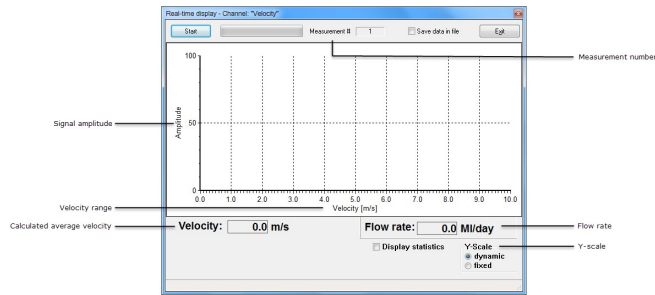 Real-time display - Channel: "Velocity"
Start Measurement # 1 Save data in file Exit
Measurement number
100
Signal amplitude
Amplitude
50
0
0.0 1.0 2.0 3.0 4.0 5.0 6.0 7.0 8.0 9.0 10.0
Velocity range
Velocity [m/s]
Calculated average velocity
Velocity: 0.0 m/s
Flow rate: 0.0 Ml/day
Flow rate
Display statistics
Y-Scale
Y-scale
dynamic
fixed